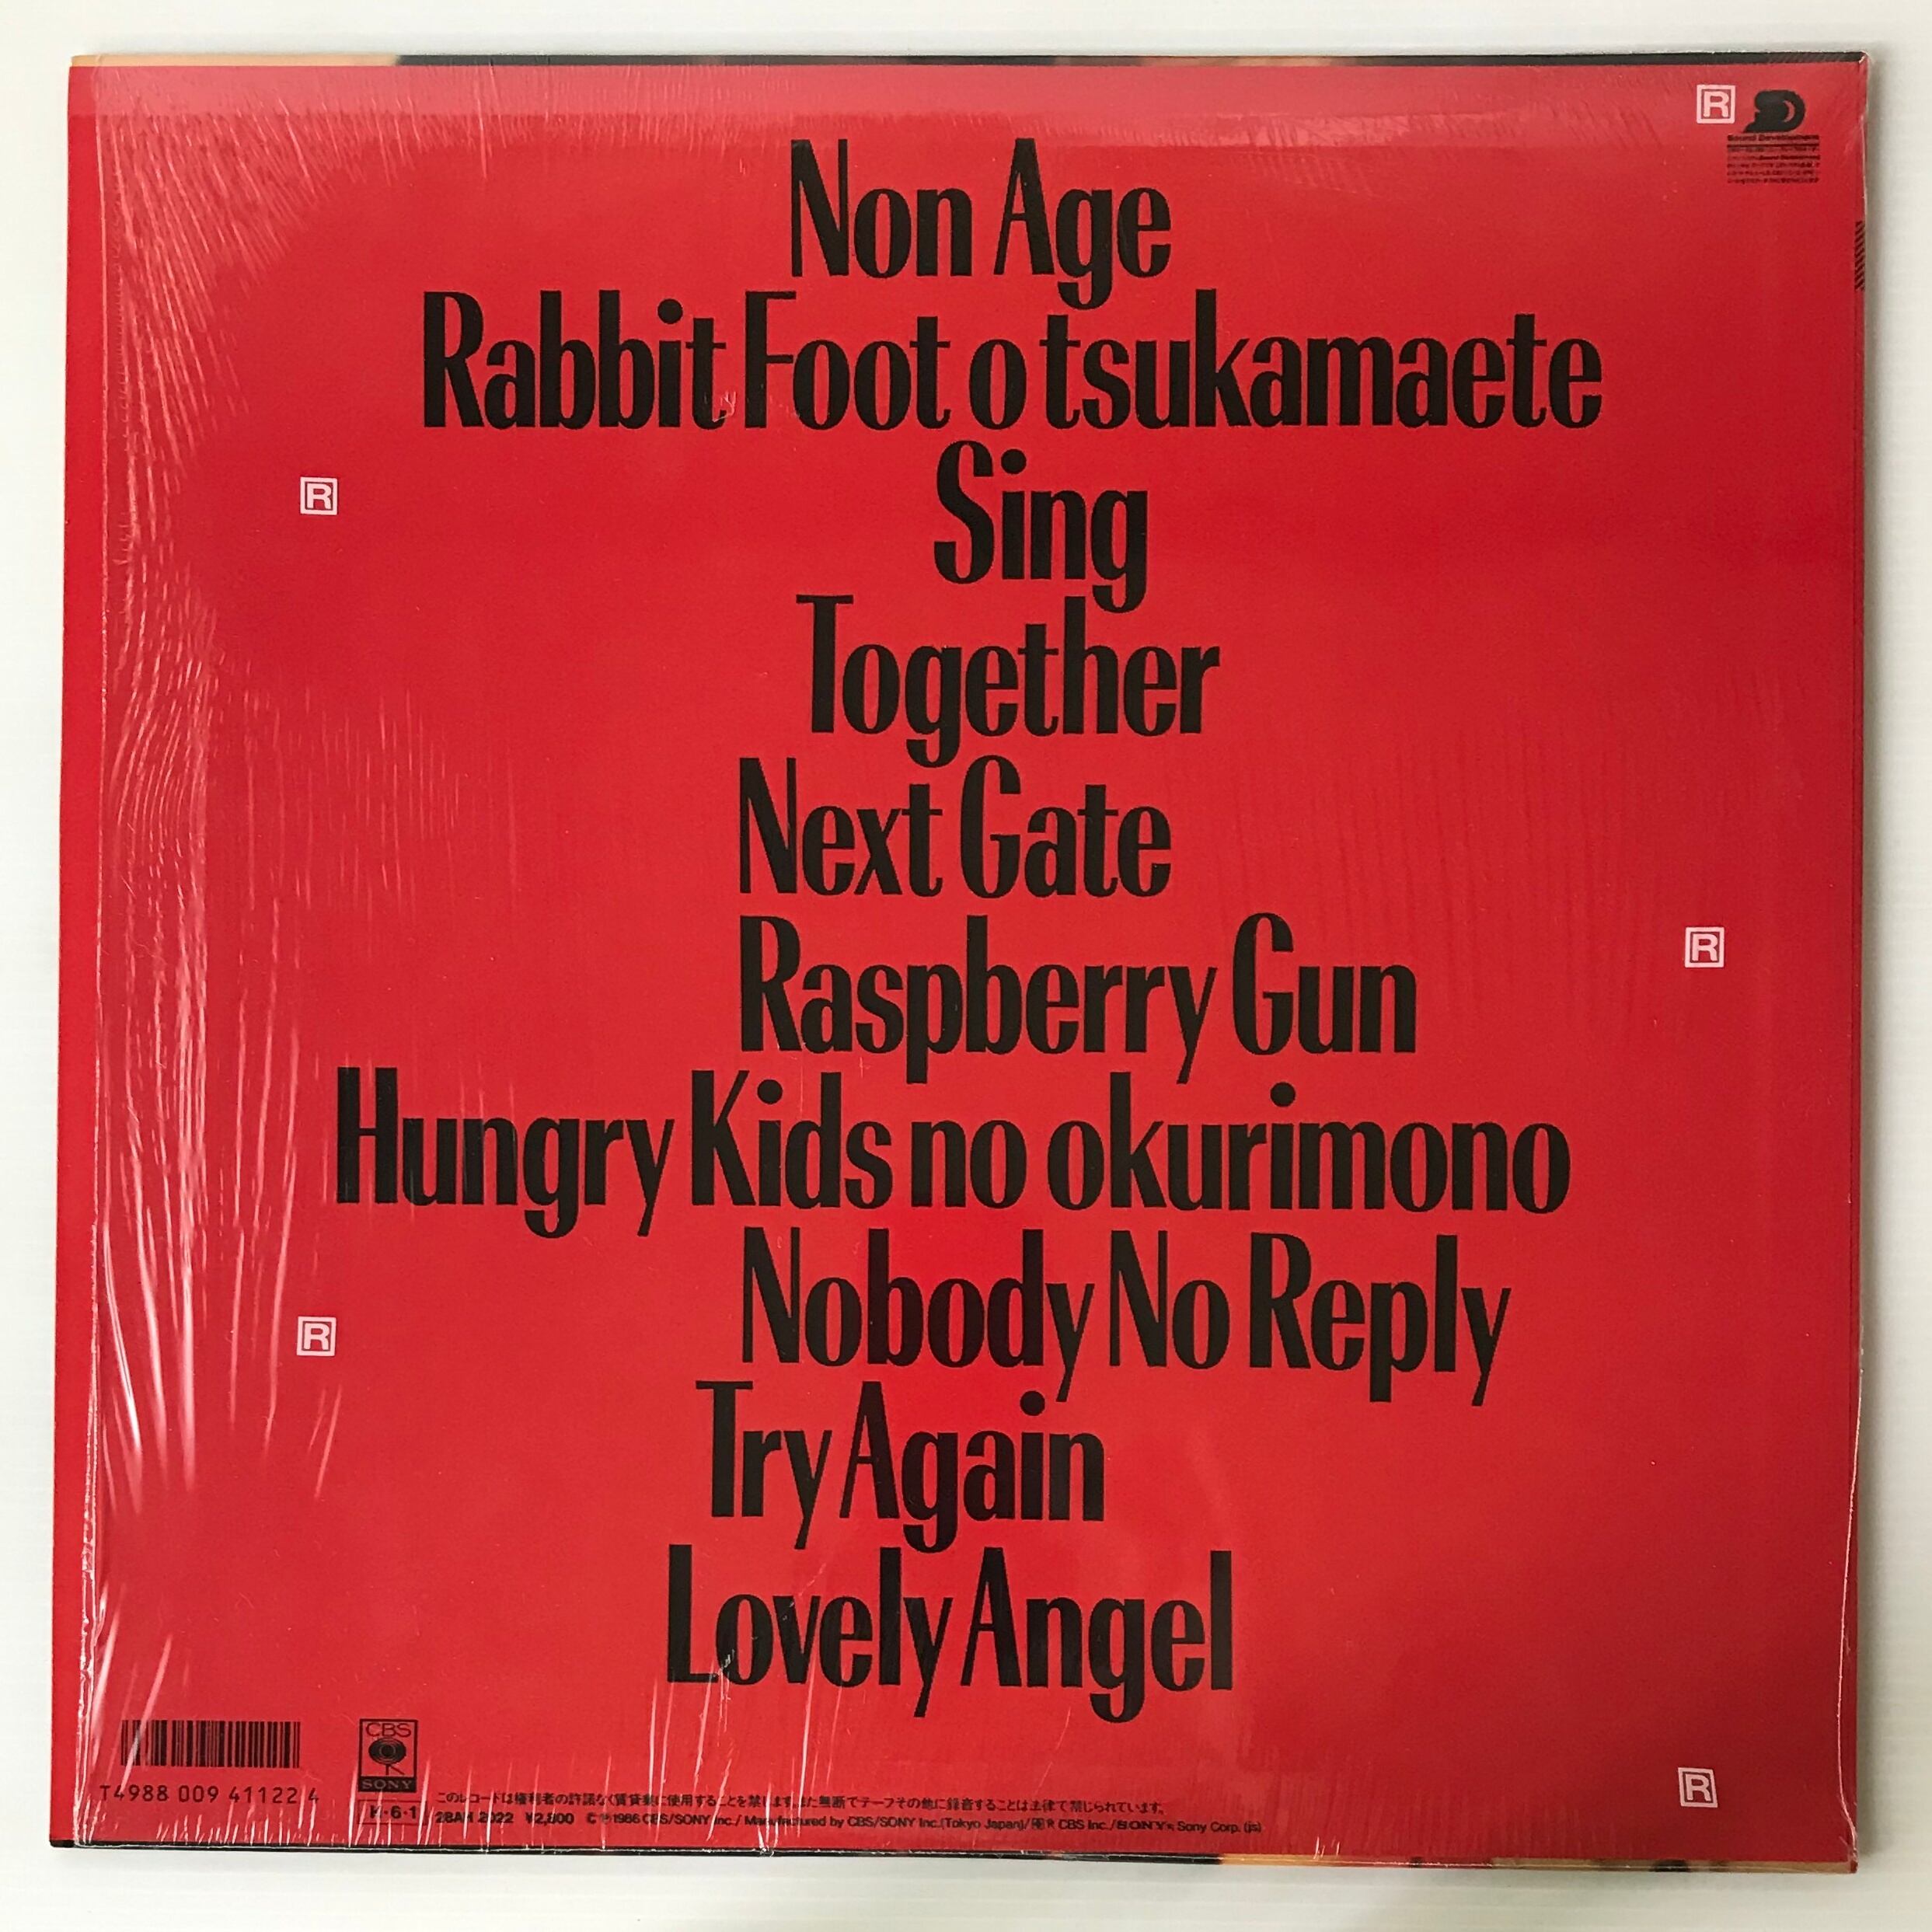 R
Sound Development
Non Age
Rabbit Foot o tsukamaete
R
Sing
Together
Next Gate
R
Raspberry Gun
Hungry Kids no okurimono
Nobody No Reply
R
Try Again
Lovely Angel
R
CBS
SONY
T4988 009 41122 4
このレコードは権利者の許諾なく賃貸業に使用することを禁じます。また無断でテープその他に録音することは法律で禁じられています。
28AH 2022 ¥2,800 © ℗ 1986 CBS/SONY Inc./ Manufactured by CBS/SONY Inc.(Tokyo Japan)/ CBS Inc./SONY Sony Corp. (js)